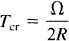 T_cr = Ω / 2R